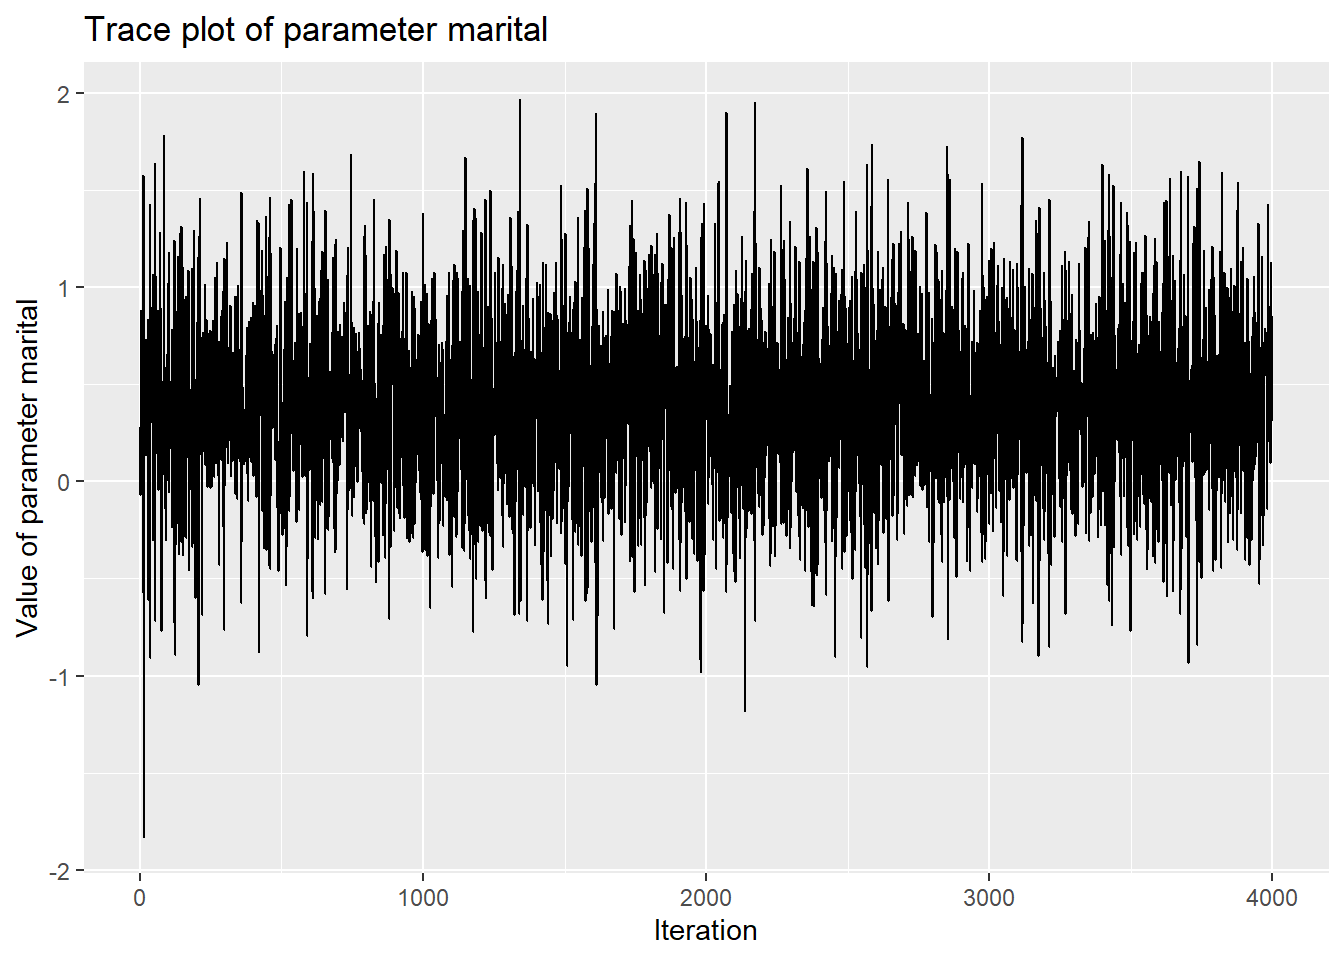 Trace plot of parameter marital
Value of parameter marital
2
1
0
-1
-2
0 1000 2000 3000 4000
Iteration